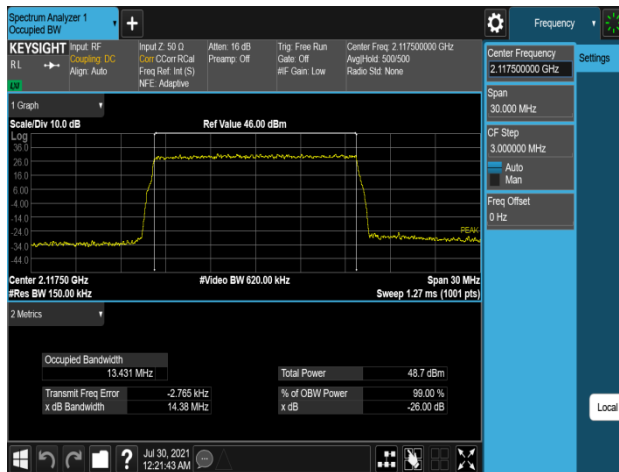 Spectrum Analyzer 1
Occupied BW
Frequency
KEYSIGHT
Input: RF
Coupling: DC
Align: Auto
RL
Input Z: 50 Ω
Corr CCorr RCal
Freq Ref: Int (S)
NFE: Adaptive
Atten: 16 dB
Preamp: Off
Trig: Free Run
Gate: Off
#IF Gain: Low
Center Freq: 2.117500000 GHz
Avg|Hold: 500/500
Radio Std: None
Center Frequency
2.117500000 GHz
Settings
Span
30.000 MHz
CF Step
3.000000 MHz
Auto
Man
Freq Offset
0 Hz
1 Graph
Scale/Div 10.0 dB
Ref Value 46.00 dBm
Log
36.0
26.0
16.0
6.00
-4.00
-14.0
-24.0
-34.0
-44.0
PEAK
Center 2.11750 GHz
#Video BW 620.00 kHz
Span 30 MHz
#Res BW 150.00 kHz
Sweep 1.27 ms (1001 pts)
2 Metrics
Occupied Bandwidth
13.431 MHz
Total Power 48.7 dBm
Transmit Freq Error -2.765 kHz
% of OBW Power 99.00 %
x dB Bandwidth 14.38 MHz
x dB -26.00 dB
Local
?
Jul 30, 2021
12:21:43 AM